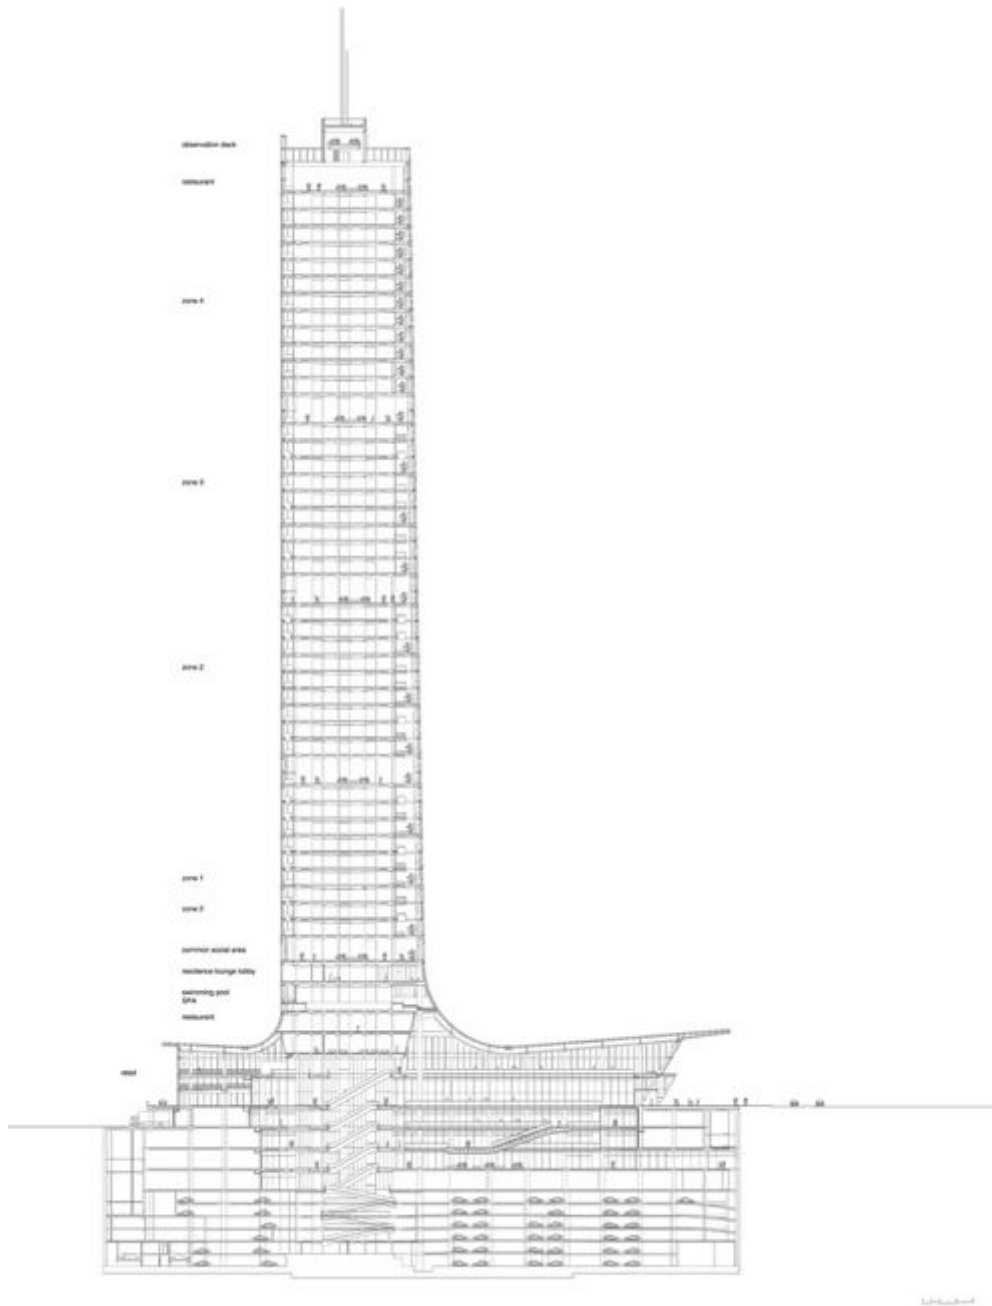 observation deck
restaurant
zone 4
zone 3
zone 2
zone 1
zone 2
common social area
residence lounge lobby
swimming pool
SPA
restaurant
retail